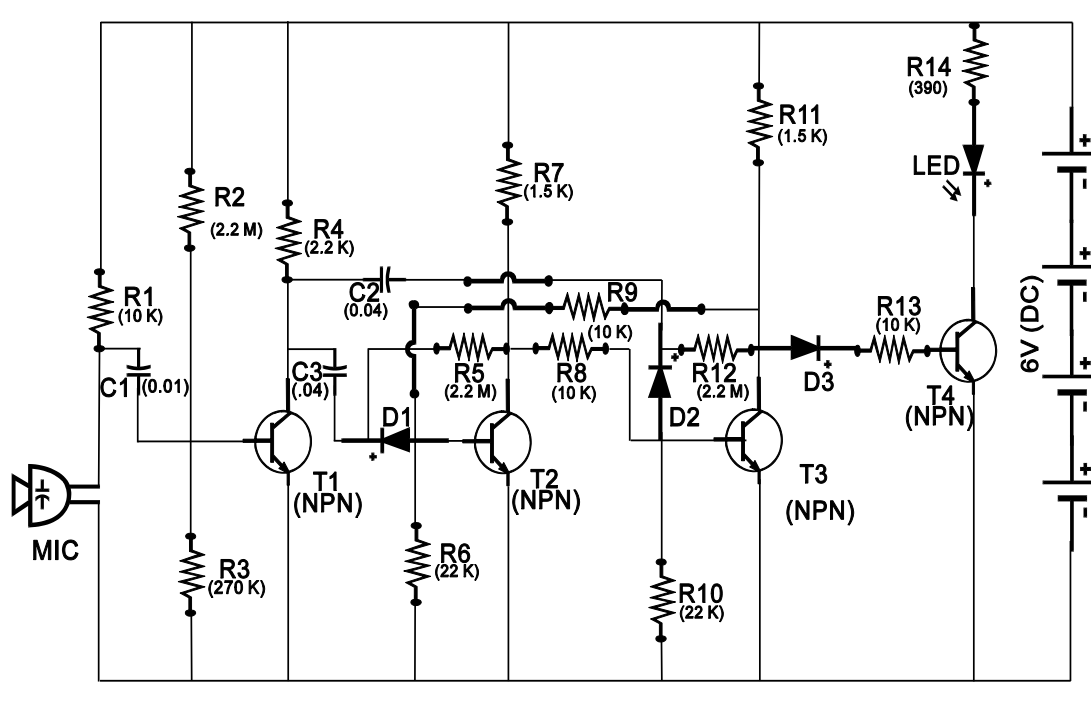 R14
(390)
R11
(1.5 K)
+
LED
+
-
R7
(1.5 K)
R2
(2.2 M)
R4
(2.2 K)
+
-
6V (DC)
C2
(0.04)
R9
(10 K)
R1
(10 K)
R13
(10 K)
C1
(0.01)
C3
(.04)
R5
(2.2 M)
R8
(10 K)
+
R12
(2.2 M)
+
D3
T4
(NPN)
+
-
D1
+
D2
T1
(NPN)
T2
(NPN)
T3
(NPN)
+
-
MIC
R3
(270 K)
R6
(22 K)
R10
(22 K)